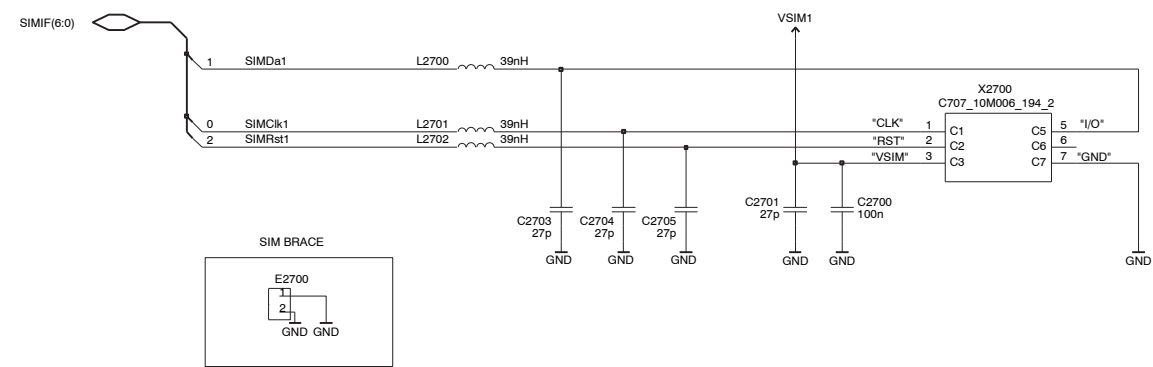 SIMIF(6:0)
VSIM1
1 SIMDa1 L2700 39nH
X2700
C707_10M006_194_2
0 SIMClk1 L2701 39nH "CLK" 1 C1 C5 5 "I/O"
2 SIMRst1 L2702 39nH "RST" 2 C2 C6 6
"VSIM" 3 C3 C7 7 "GND"
C2703
27p
C2704
27p
C2705
27p
C2701
27p
C2700
100n
GND GND GND GND GND GND
SIM BRACE
E2700
1
2
GND GND